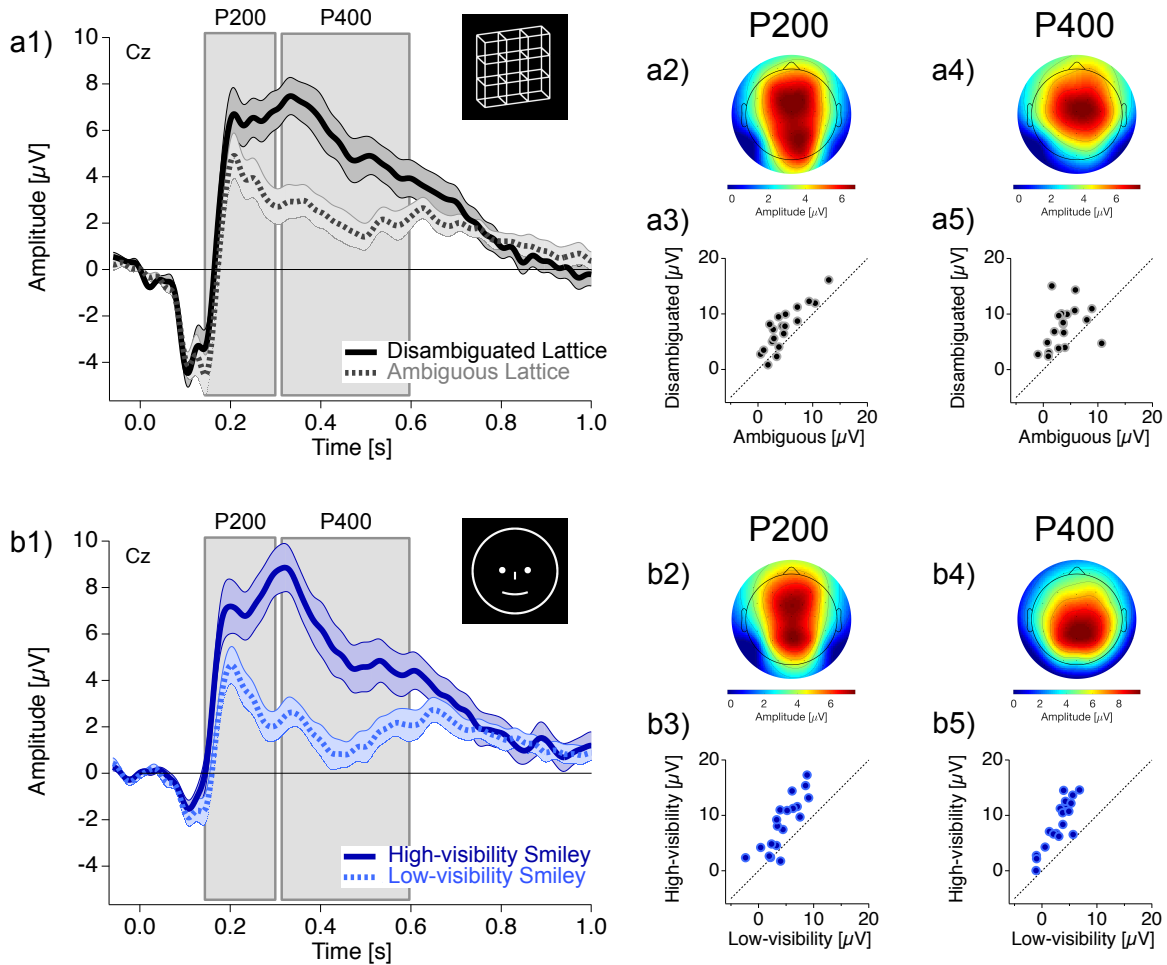 a1)
P200
P400
Cz
Amplitude [µV]
10
8
6
4
2
0
-2
-4
Disambiguated Lattice
Ambiguous Lattice
0.0
0.2
0.4
0.6
0.8
1.0
Time [s]
P200
P400
a2)
a4)
0 2 4 6
Amplitude [µV]
0 2 4 6
Amplitude [µV]
a3)
a5)
Disambiguated [µV]
20
10
0
0 10 20
Ambiguous [µV]
Disambiguated [µV]
20
10
0
0 10 20
Ambiguous [µV]
b1)
P200
P400
Cz
Amplitude [µV]
10
8
6
4
2
0
-2
-4
High-visibility Smiley
Low-visibility Smiley
0.0
0.2
0.4
0.6
0.8
1.0
Time [s]
P200
P400
b2)
b4)
0 2 4 6
Amplitude [µV]
0 2 4 6 8
Amplitude [µV]
b3)
b5)
High-visibility [µV]
20
10
0
0 10 20
Low-visibility [µV]
High-visibility [µV]
20
10
0
0 10 20
Low-visibility [µV]